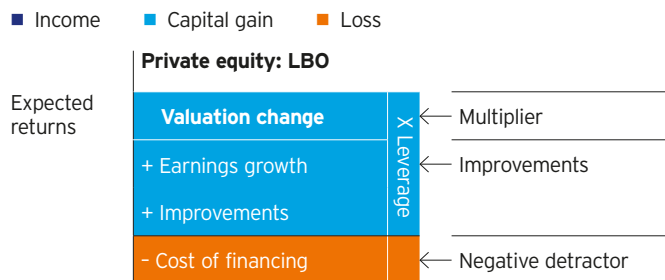 Income Capital gain Loss
Private equity: LBO
Expected
returns
Valuation change
X Leverage
Multiplier
+ Earnings growth
Improvements
+ Improvements
- Cost of financing
Negative detractor